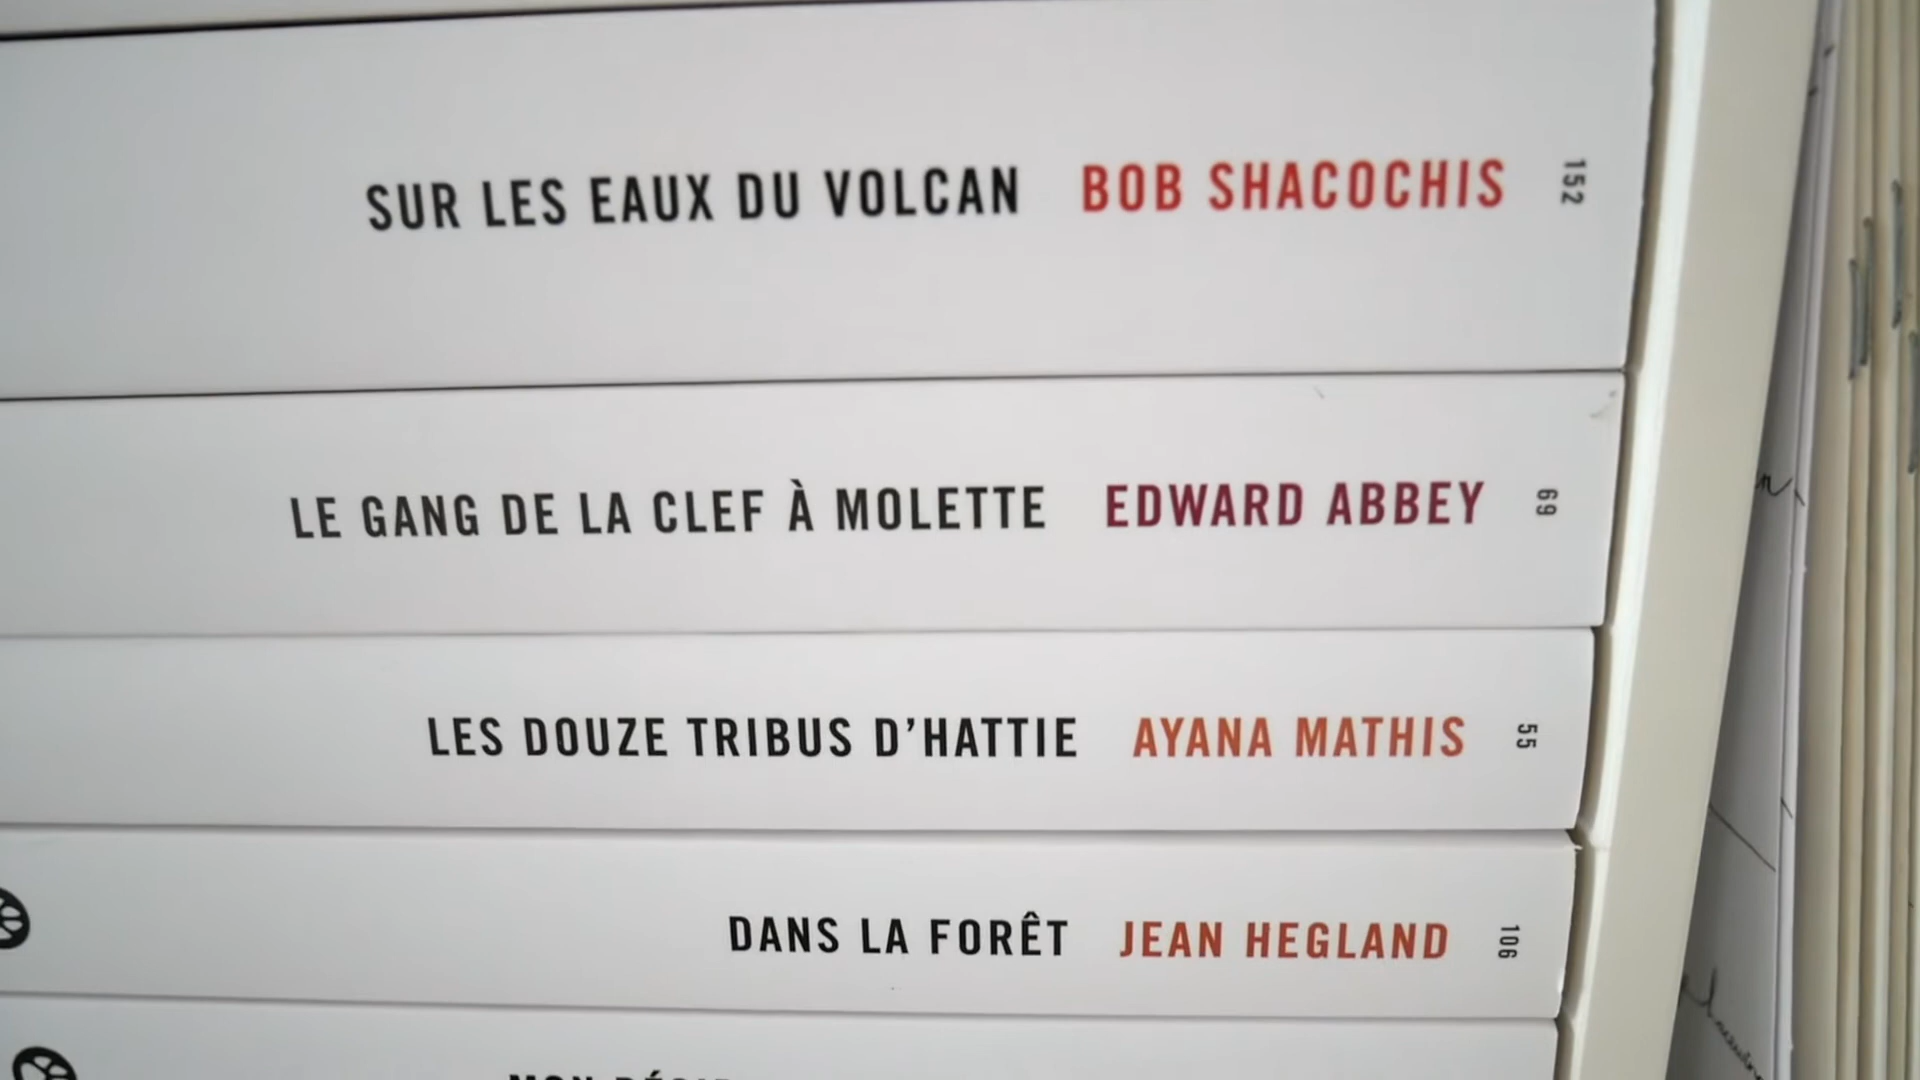 SUR LES EAUX DU VOLCAN BOB SHACOCHIS 152
LE GANG DE LA CLEF À MOLETTE EDWARD ABBEY 69
LES DOUZE TRIBUS D'HATTIE AYANA MATHIS 55
DANS LA FORÊT JEAN HEGLAND 106